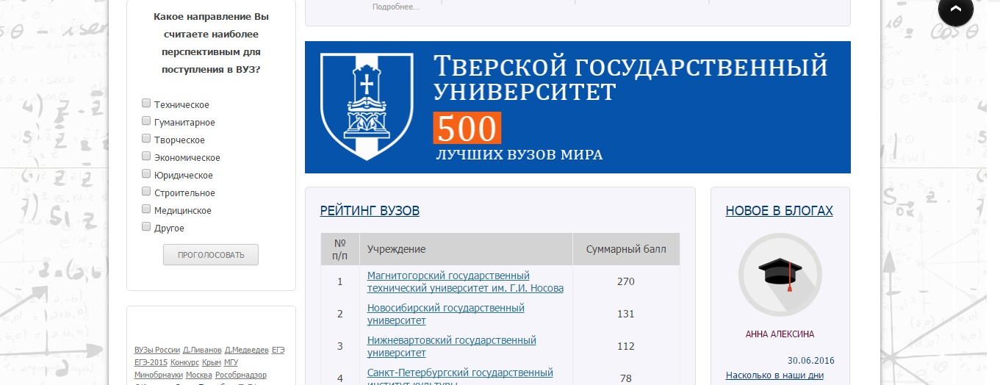 Подробнее...
Какое направление Вы
считаете наиболее
перспективным для
поступления в ВУЗ?
Техническое
Гуманитарное
Творческое
Экономическое
Юридическое
Строительное
Медицинское
Другое
ПРОГОЛОСОВАТЬ
ВУЗы России Д.Ливанов Д.Медведев ЕГЭ
ЕГЭ-2015 Конкурс Крым МГУ
Минобрнауки Москва Рособрнадзор
ТВЕРСКОЙ ГОСУДАРСТВЕННЫЙ
УНИВЕРСИТЕТ
500
ЛУЧШИХ ВУЗОВ МИРА
РЕЙТИНГ ВУЗОВ
№
п/п
Учреждение
Суммарный балл
1
Магнитогорский государственный
технический университет им. Г.И. Носова
270
2
Новосибирский государственный
университет
131
3
Нижневартовский государственный
университет
112
4
Санкт-Петербургский государственный
институт культуры
78
НОВОЕ В БЛОГАХ
АННА АЛЕКСИНА
30.06.2016
Насколько в наши дни